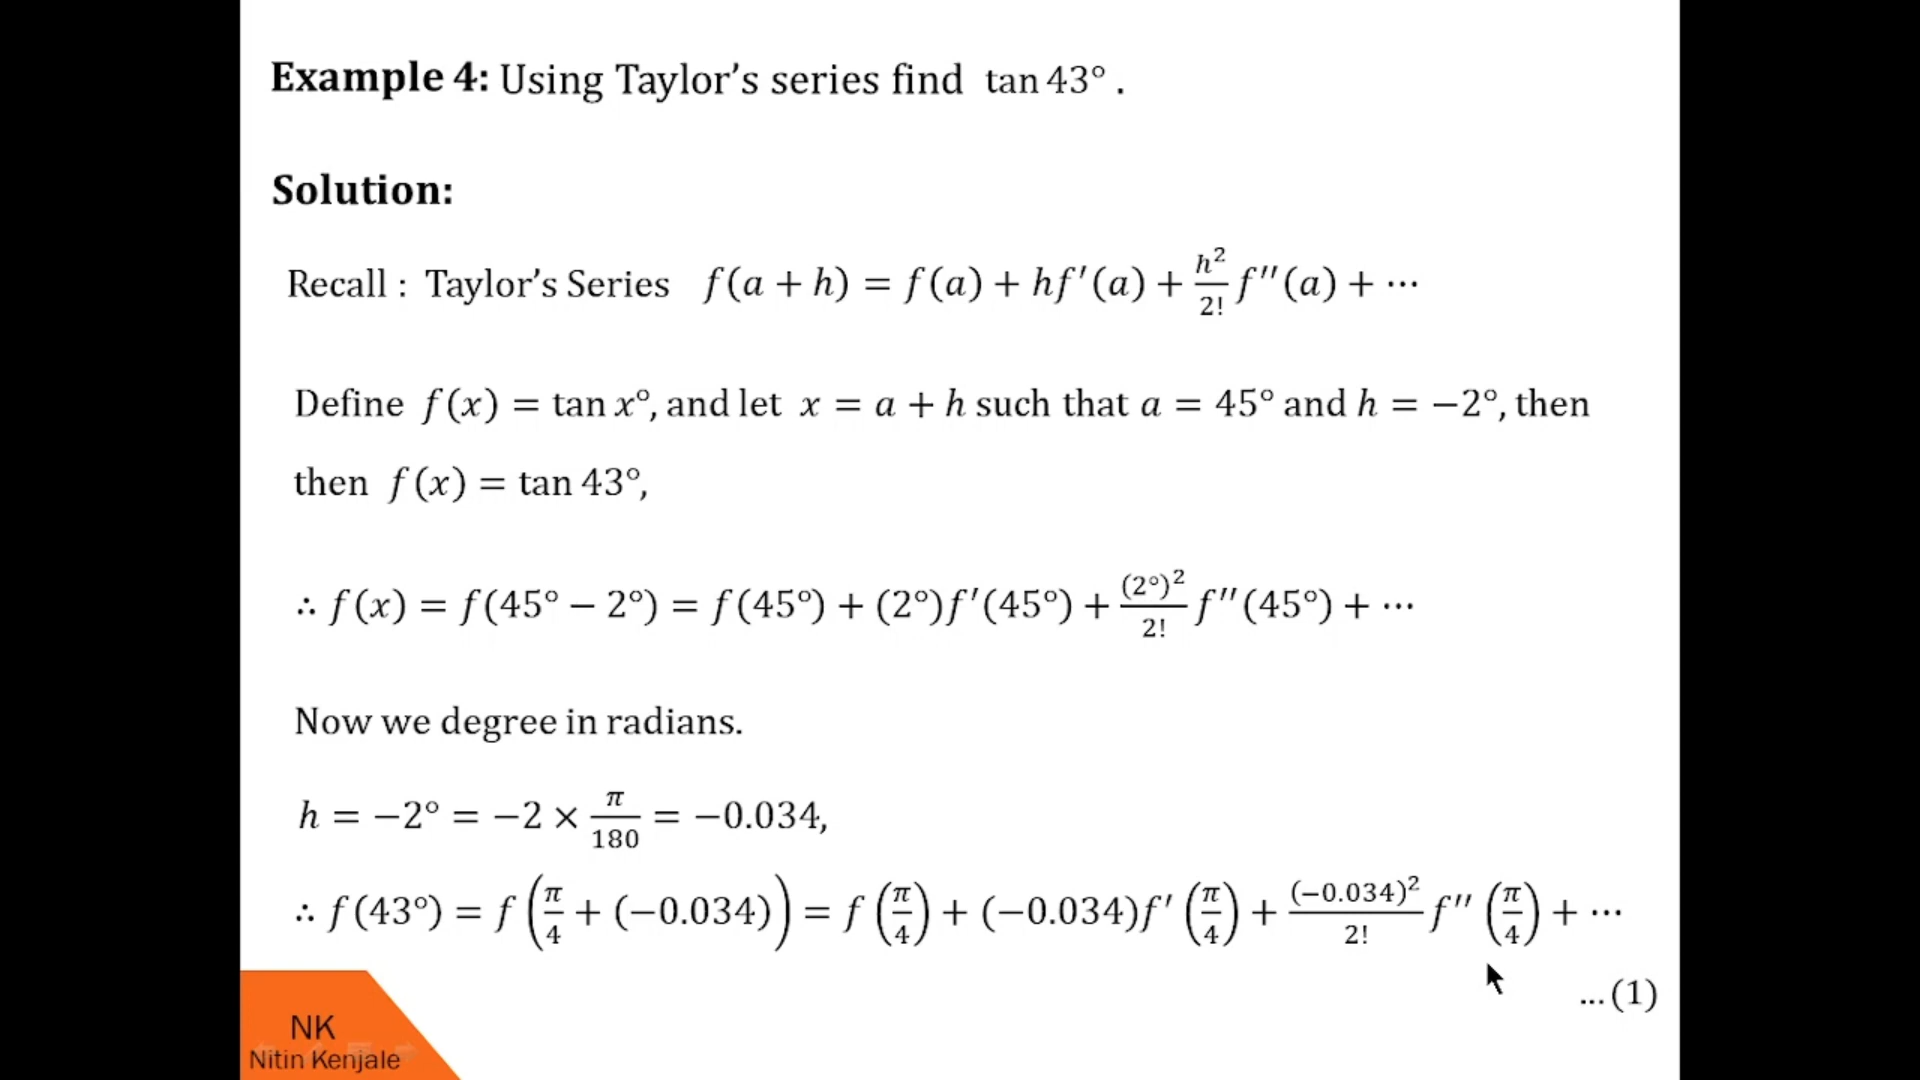 Example 4: Using Taylor’s series find tan 43° .
Solution:
Recall : Taylor’s Series f(a + h) = f(a) + hf′(a) + h²/2! f′′(a) + ⋯
Define f(x) = tan x°, and let x = a + h such that a = 45° and h = −2°, then
then f(x) = tan 43°,
∴ f(x) = f(45° − 2°) = f(45°) + (2°)f′(45°) + (2°)²/2! f′′(45°) + ⋯
Now we degree in radians.
h = −2° = −2 × π/180 = −0.034,
∴ f(43°) = f(π/4 + (−0.034)) = f(π/4) + (−0.034)f′(π/4) + (−0.034)²/2! f′′(π/4) + ⋯
...(1)
NK
Nitin Kenjale